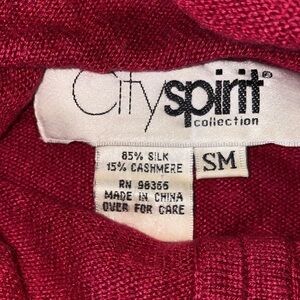 Cityspirit®
collection
85% SILK
15% CASHMERE
RN 98366
MADE IN CHINA
OVER FOR CARE
SM